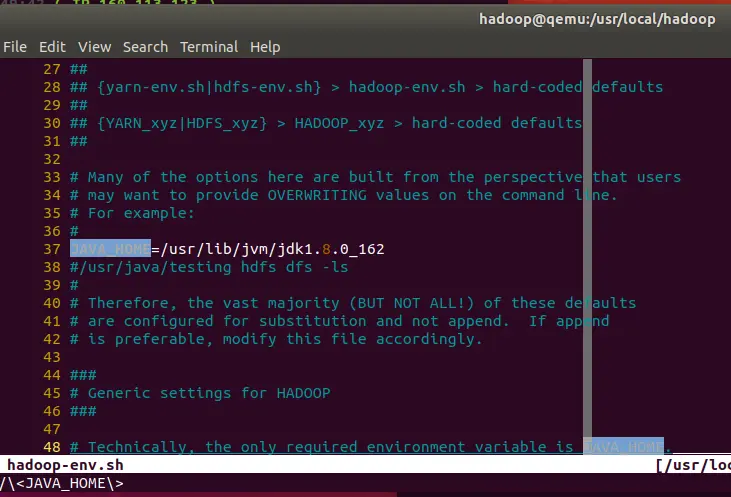 ( IP 160.113.123 )
hadoop@qemu:/usr/local/hadoop
File Edit View Search Terminal Help
27 ##
28 ## {yarn-env.sh|hdfs-env.sh} > hadoop-env.sh > hard-coded defaults
29 ##
30 ## {YARN_xyz|HDFS_xyz} > HADOOP_xyz > hard-coded defaults
31 ##
32
33 # Many of the options here are built from the perspective that users
34 # may want to provide OVERWRITING values on the command line.
35 # For example:
36 #
37 JAVA_HOME=/usr/lib/jvm/jdk1.8.0_162
38 #/usr/java/testing hdfs dfs -ls
39 #
40 # Therefore, the vast majority (BUT NOT ALL!) of these defaults
41 # are configured for substitution and not append.  If append
42 # is preferable, modify this file accordingly.
43
44 ###
45 # Generic settings for HADOOP
46 ###
47
48 # Technically, the only required environment variable is JAVA_HOME.
hadoop-env.sh [/usr/loc
/\<JAVA_HOME\>